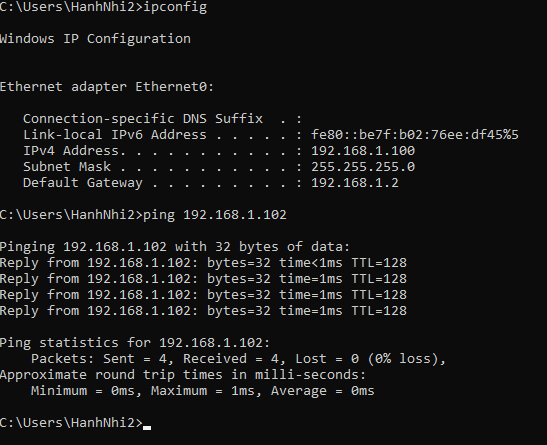 C:\Users\HanhNhi2>ipconfig
Windows IP Configuration
Ethernet adapter Ethernet0:
Connection-specific DNS Suffix . :
Link-local IPv6 Address . . . . . : fe80::be7f:b02:76ee:df45%5
IPv4 Address. . . . . . . . . . . : 192.168.1.100
Subnet Mask . . . . . . . . . . . : 255.255.255.0
Default Gateway . . . . . . . . . : 192.168.1.2
C:\Users\HanhNhi2>ping 192.168.1.102
Pinging 192.168.1.102 with 32 bytes of data:
Reply from 192.168.1.102: bytes=32 time<1ms TTL=128
Reply from 192.168.1.102: bytes=32 time=1ms TTL=128
Reply from 192.168.1.102: bytes=32 time=1ms TTL=128
Reply from 192.168.1.102: bytes=32 time=1ms TTL=128
Ping statistics for 192.168.1.102:
Packets: Sent = 4, Received = 4, Lost = 0 (0% loss),
Approximate round trip times in milli-seconds:
Minimum = 0ms, Maximum = 1ms, Average = 0ms
C:\Users\HanhNhi2>